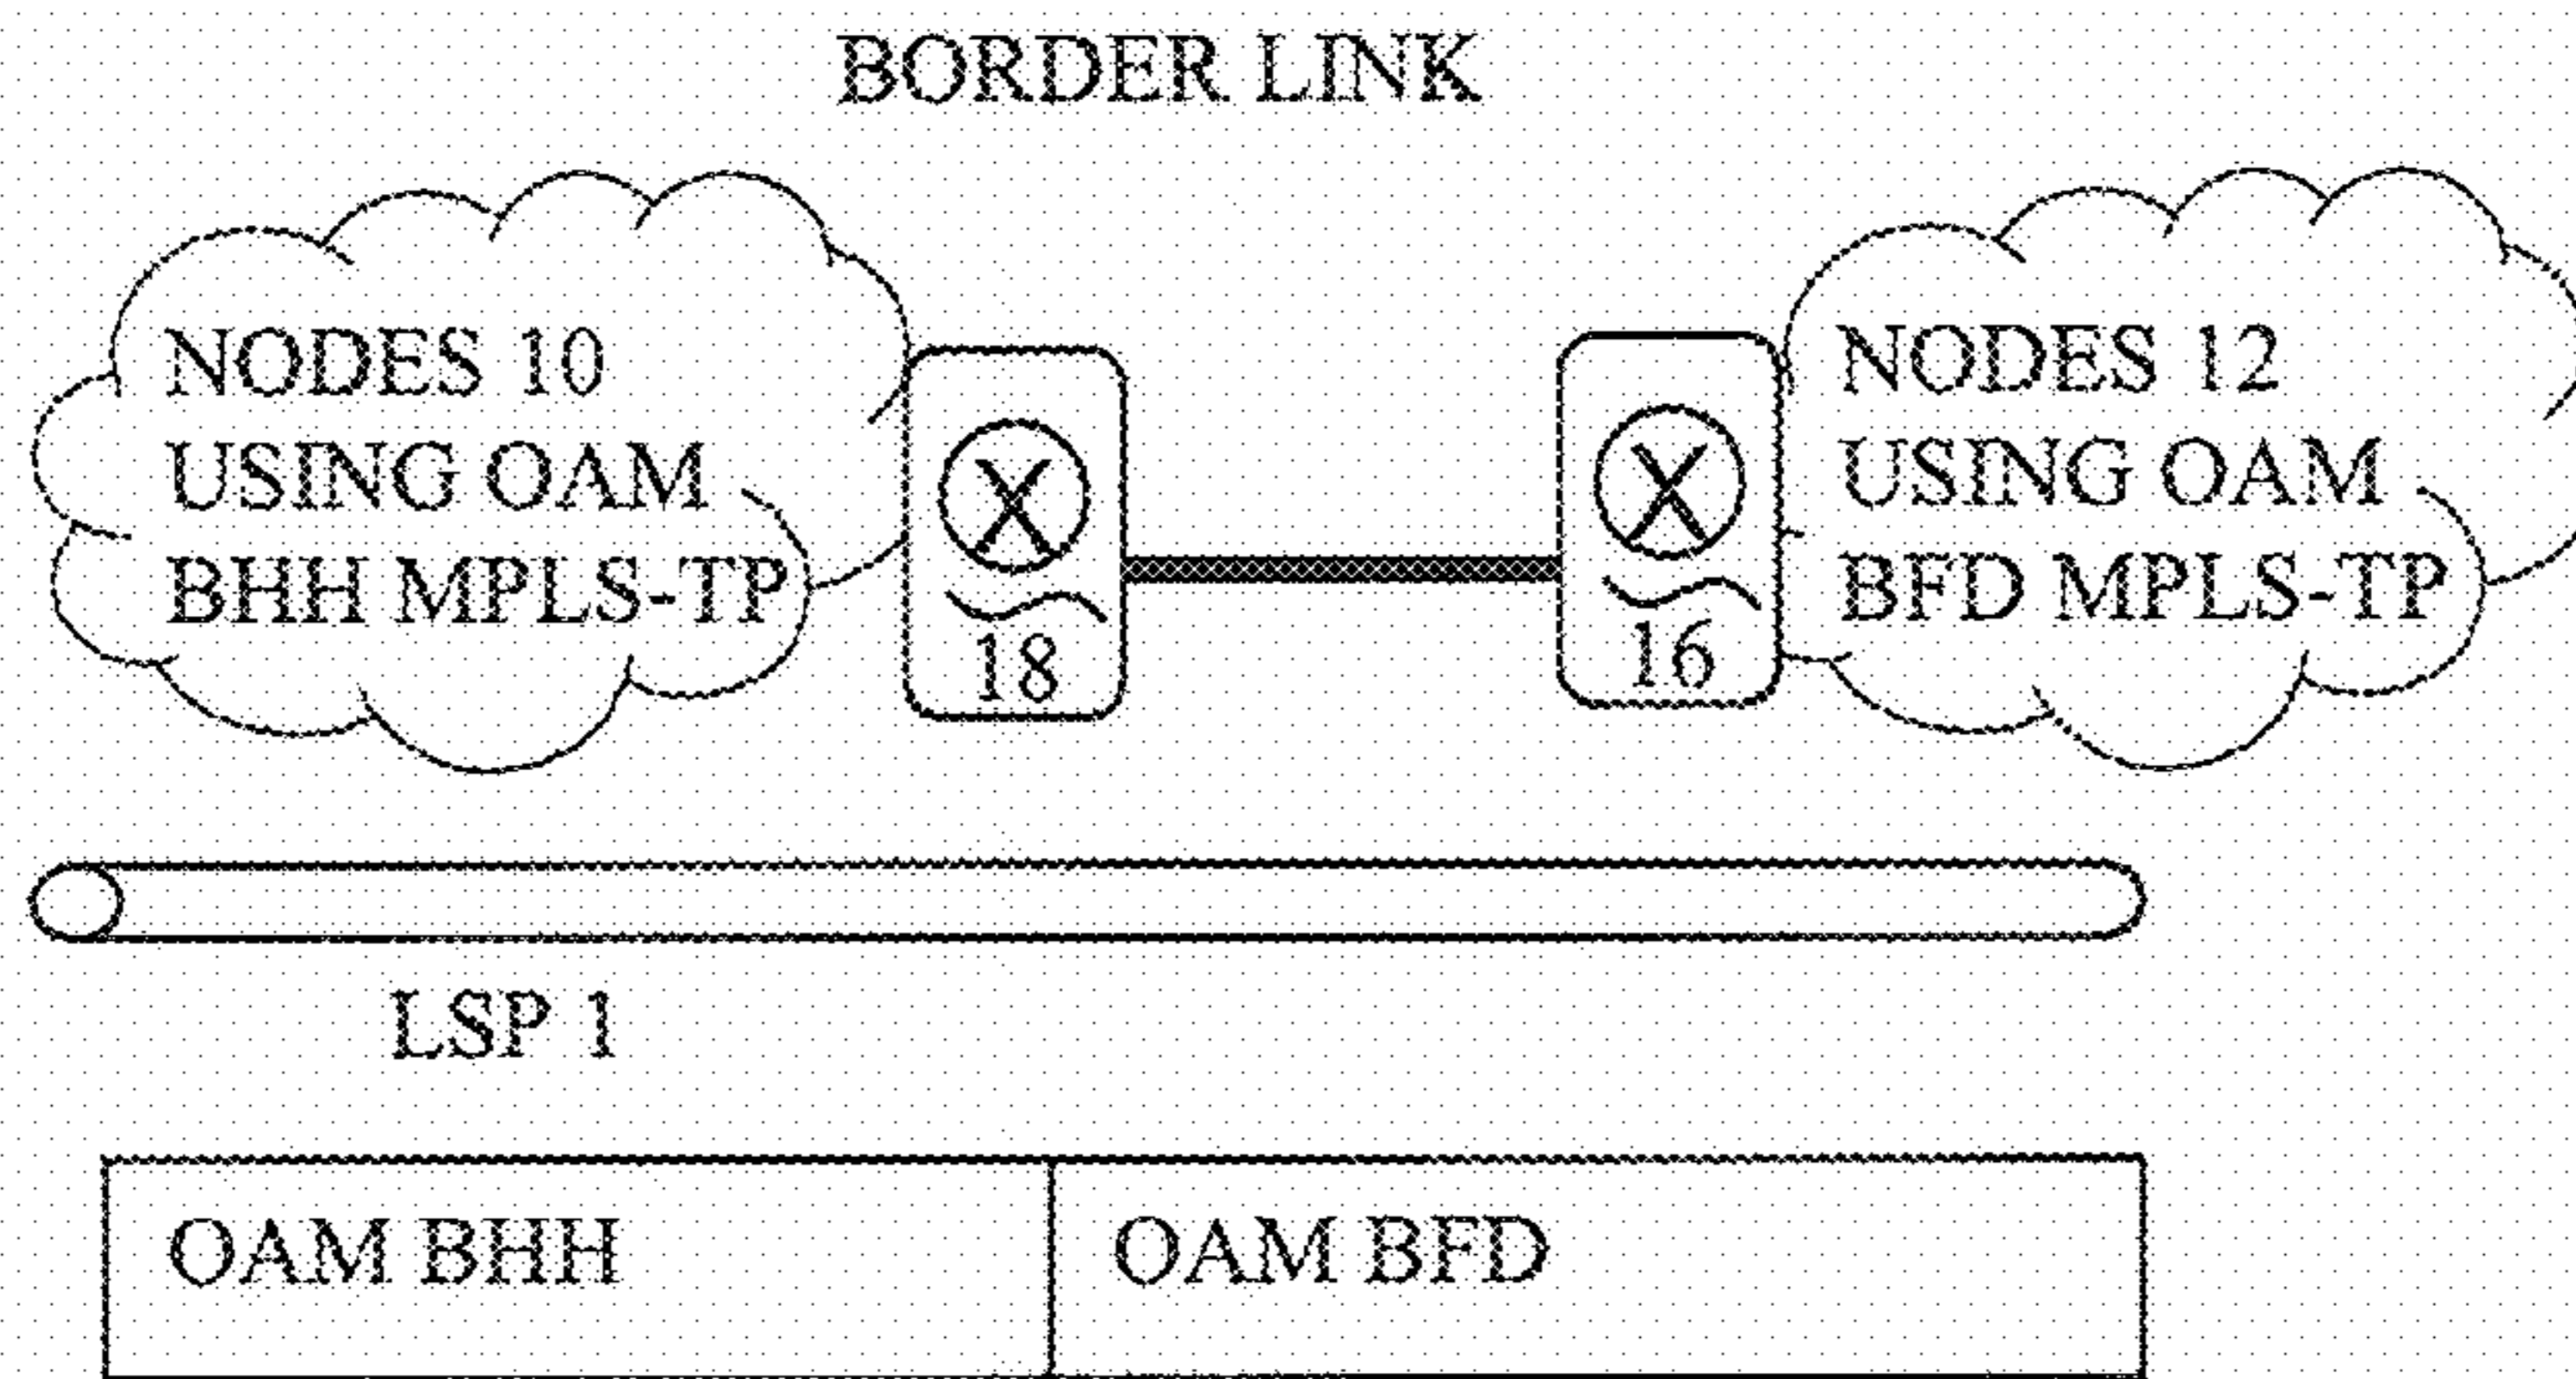 BORDER LINK
NODES 10
USING OAM
BHH MPLS-TP
X
18
X
16
NODES 12
USING OAM
BFD MPLS-TP
LSP 1
OAM BHH
OAM BFD